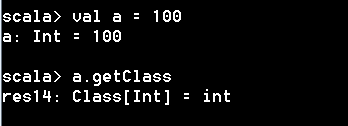 scala> val a = 100
a: Int = 100
scala> a.getClass
res14: Class[Int] = int